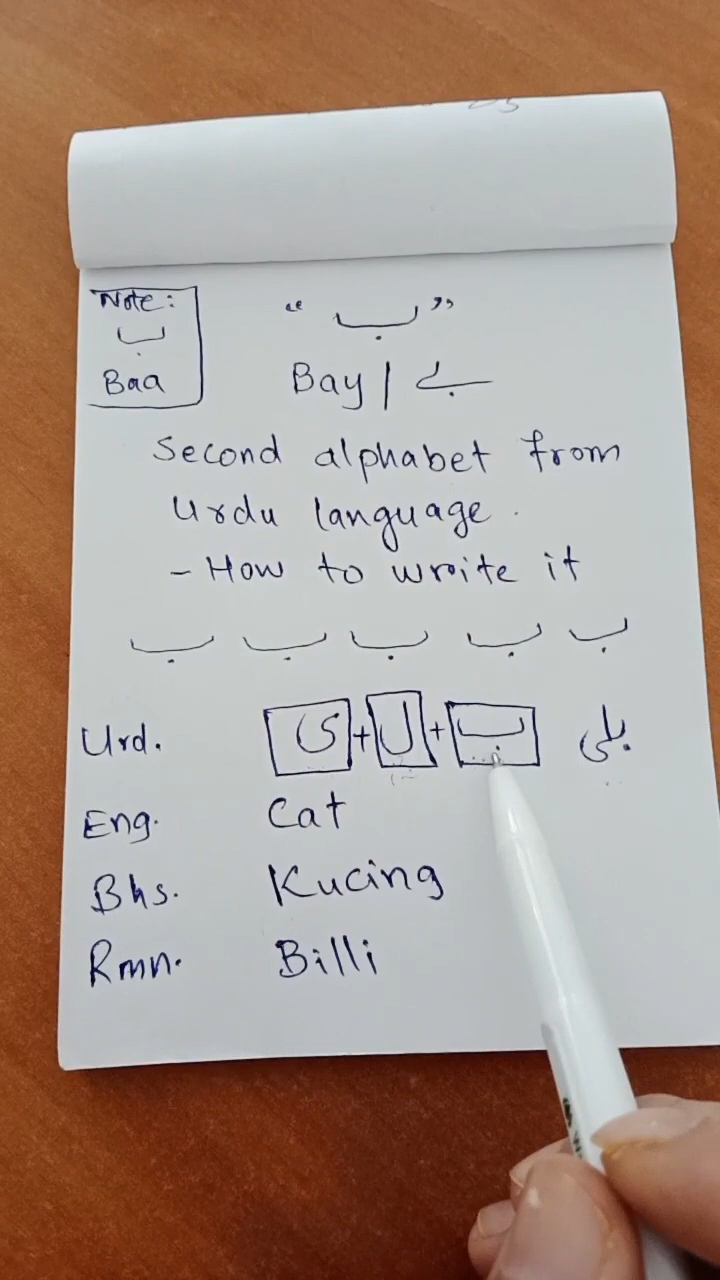 Note:
ب
Baa
“ ب ”
Bay / بے
Second alphabet from
Urdu language.
- How to write it
ب ب ب ب ب
Urd. بلی ب + ل + ی
Eng. Cat
Bhs. Kucing
Rmn. Billi